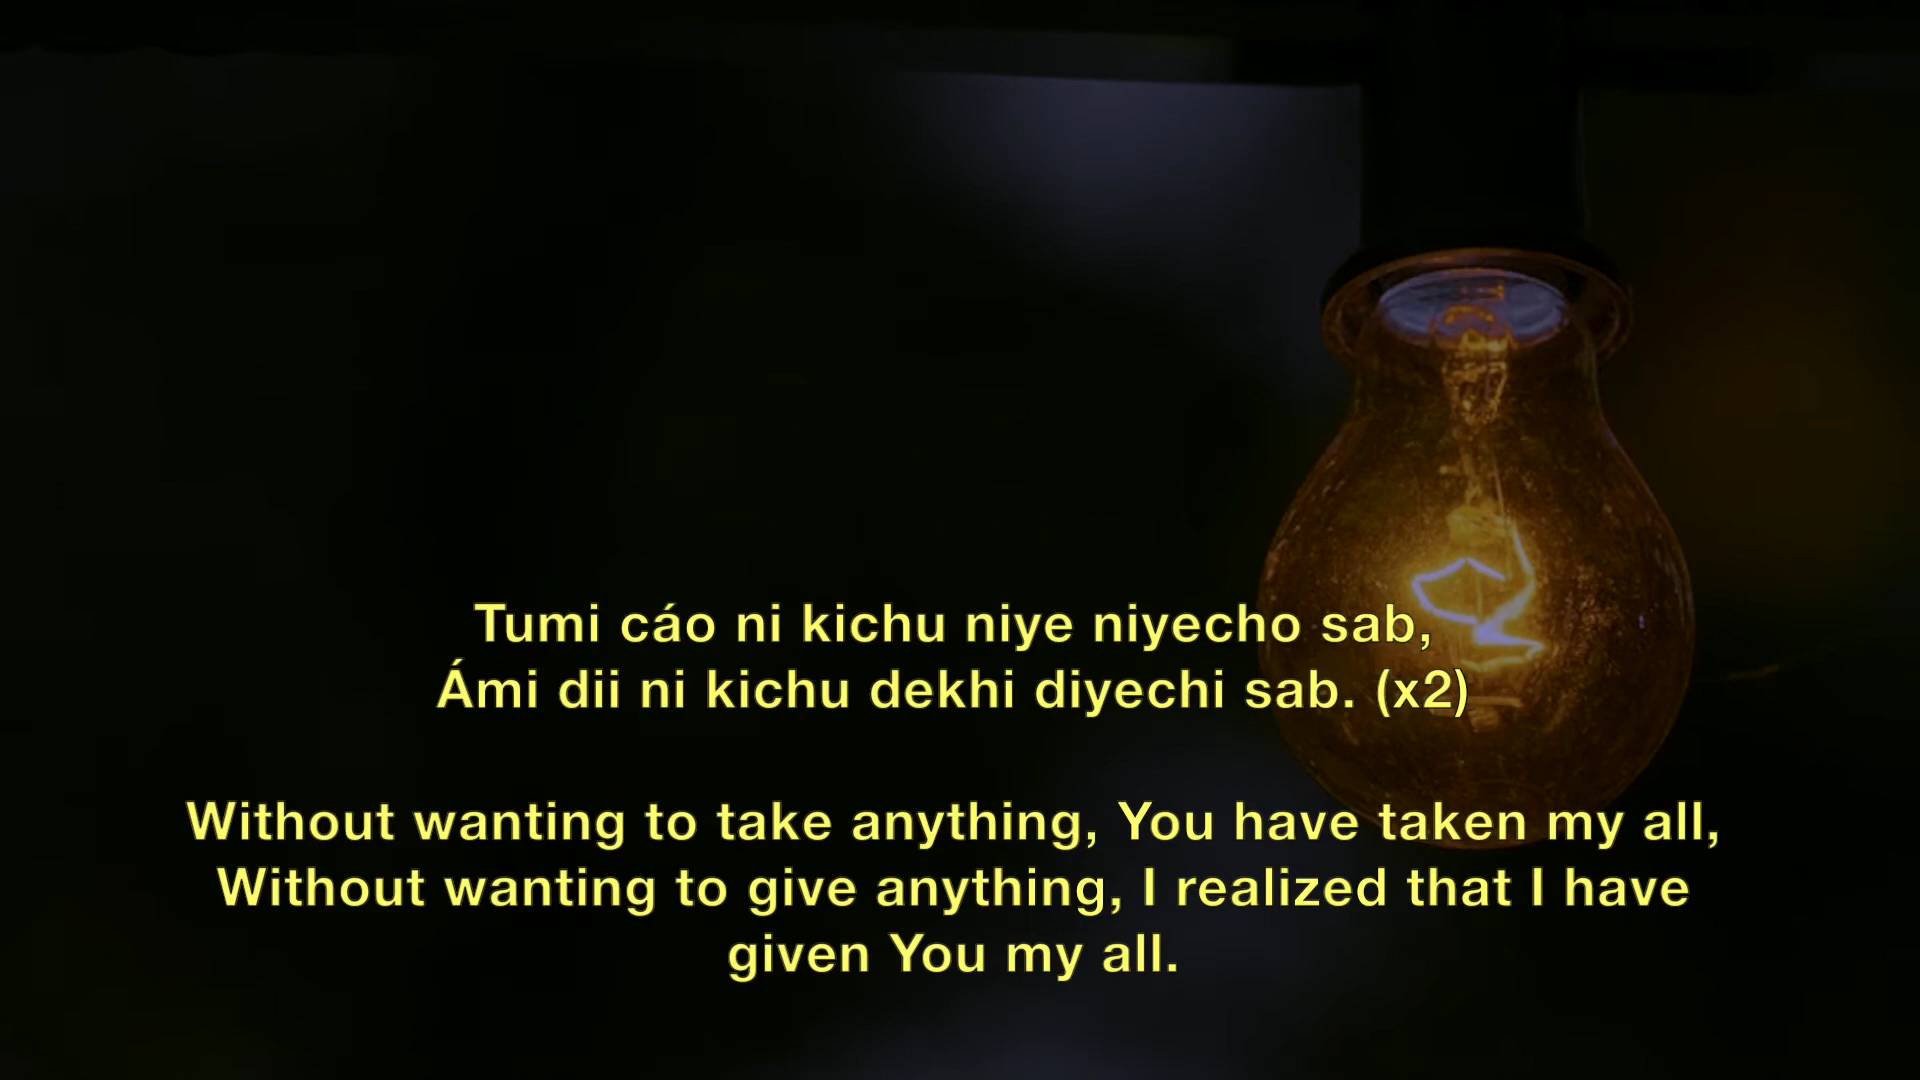 Tumi cáo ni kichu niye niyecho sab,
Ámi dii ni kichu dekhi diyechi sab. (x2)
Without wanting to take anything, You have taken my all,
Without wanting to give anything, I realized that I have
given You my all.